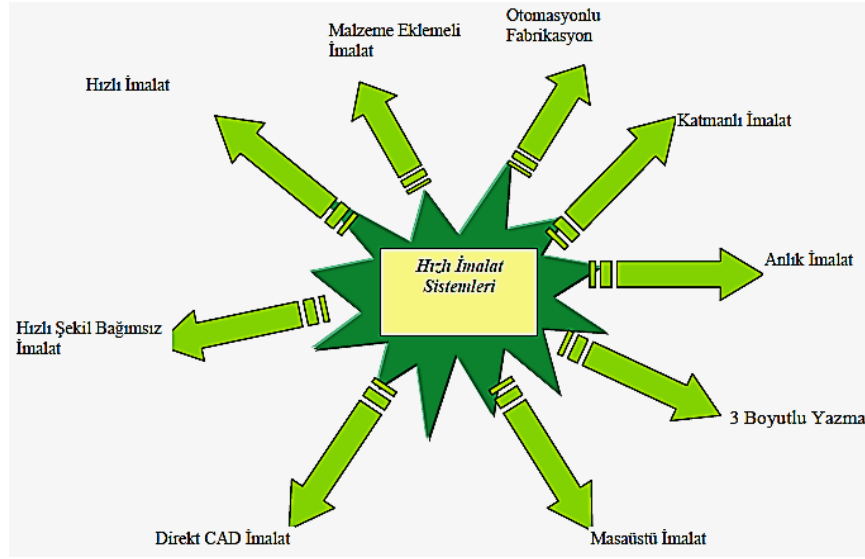 Otomasyonlu
Fabrikasyon
Malzeme Eklemeli
İmalat
Hızlı İmalat
Katmanlı İmalat
Hızlı İmalat
Sistemleri
Anlık İmalat
Hızlı Şekil Bağımsız
İmalat
3 Boyutlu Yazma
Direkt CAD İmalat
Masaüstü İmalat